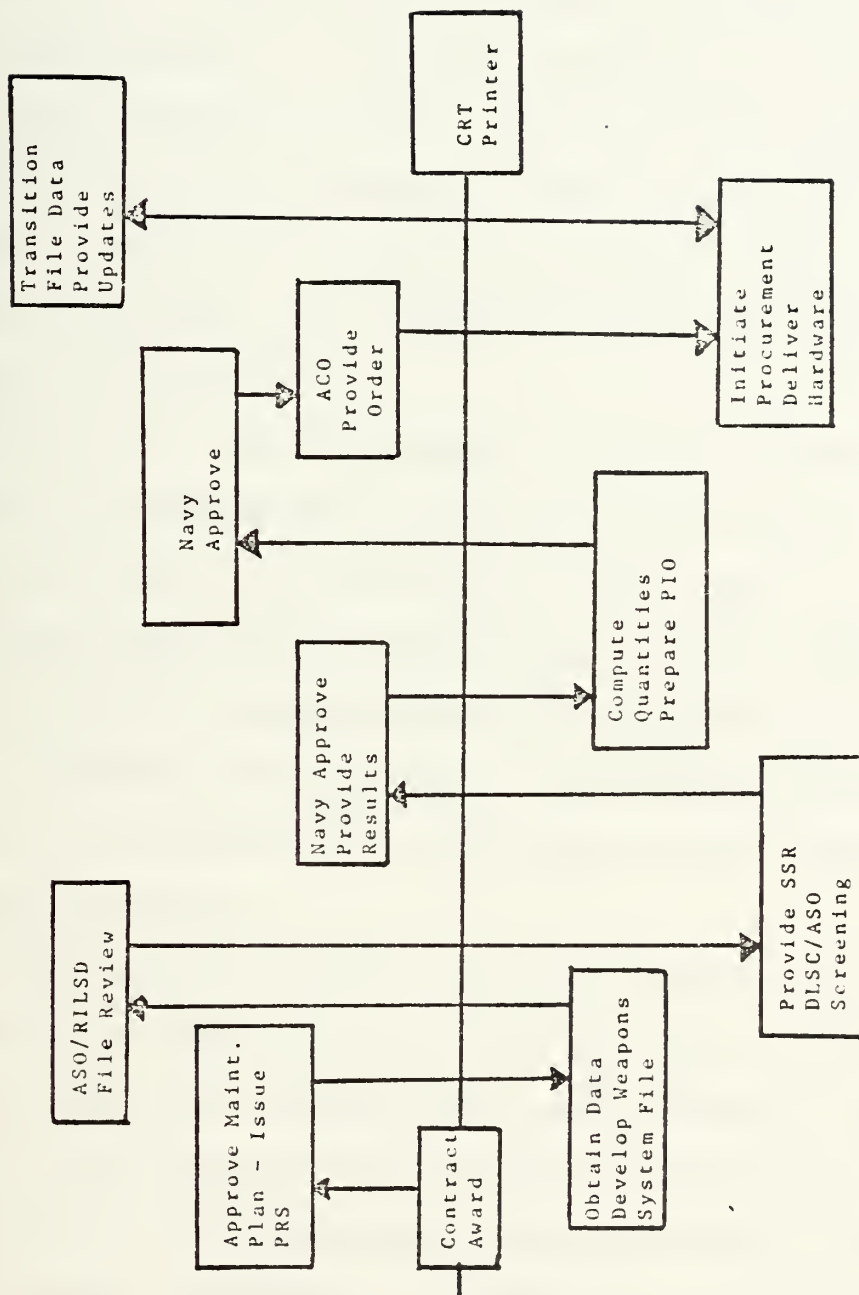 Contract
Award
Approve Maint.
Plan - Issue
PRS
Obtain Data
Develop Weapons
System File
ASO/RILSD
File Review
Provide SSR
DLSC/ASO
Screening
Navy Approve
Provide
Results
Compute
Quantities
Prepare PIO
Navy
Approve
ACO
Provide
Order
Initiate
Procurement
Deliver
Hardware
Transition
File Data
Provide
Updates
CRT
Printer